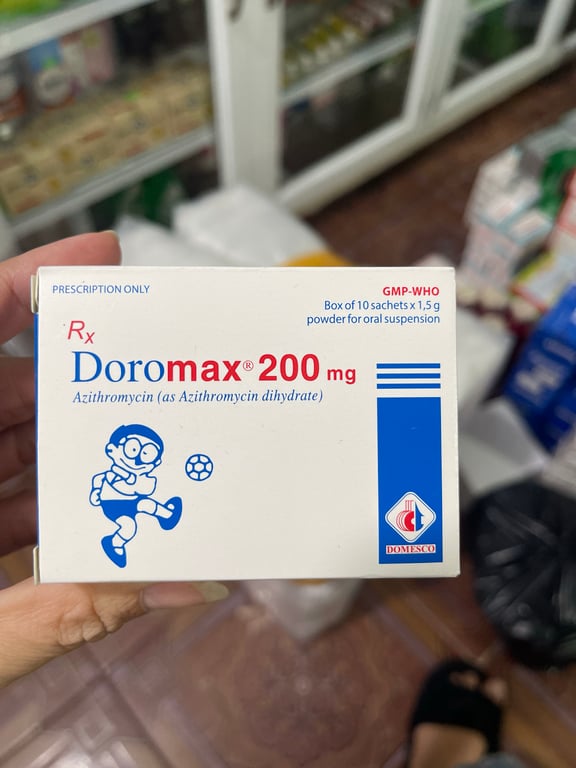 PRESCRIPTION ONLY
GMP-WHO
Box of 10 sachets x 1,5 g
powder for oral suspension
Rx
Doromax® 200 mg
Azithromycin (as Azithromycin dihydrate)
DOMESCO